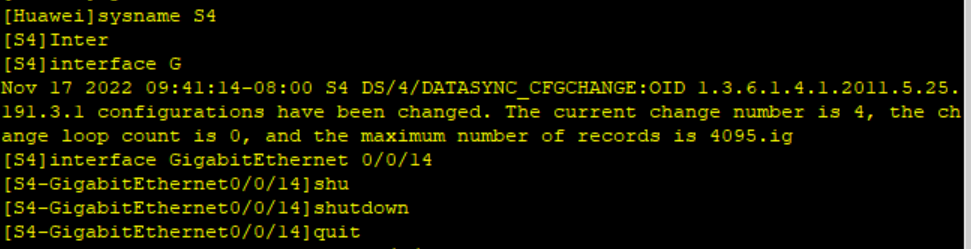 [Huawei]sysname S4
[S4]Inter
[S4]interface G
Nov 17 2022 09:41:14-08:00 S4 DS/4/DATASYNC_CFGCHANGE:OID 1.3.6.1.4.1.2011.5.25.
191.3.1 configurations have been changed. The current change number is 4, the ch
ange loop count is 0, and the maximum number of records is 4095.ig
[S4]interface GigabitEthernet 0/0/14
[S4-GigabitEthernet0/0/14]shu
[S4-GigabitEthernet0/0/14]shutdown
[S4-GigabitEthernet0/0/14]quit